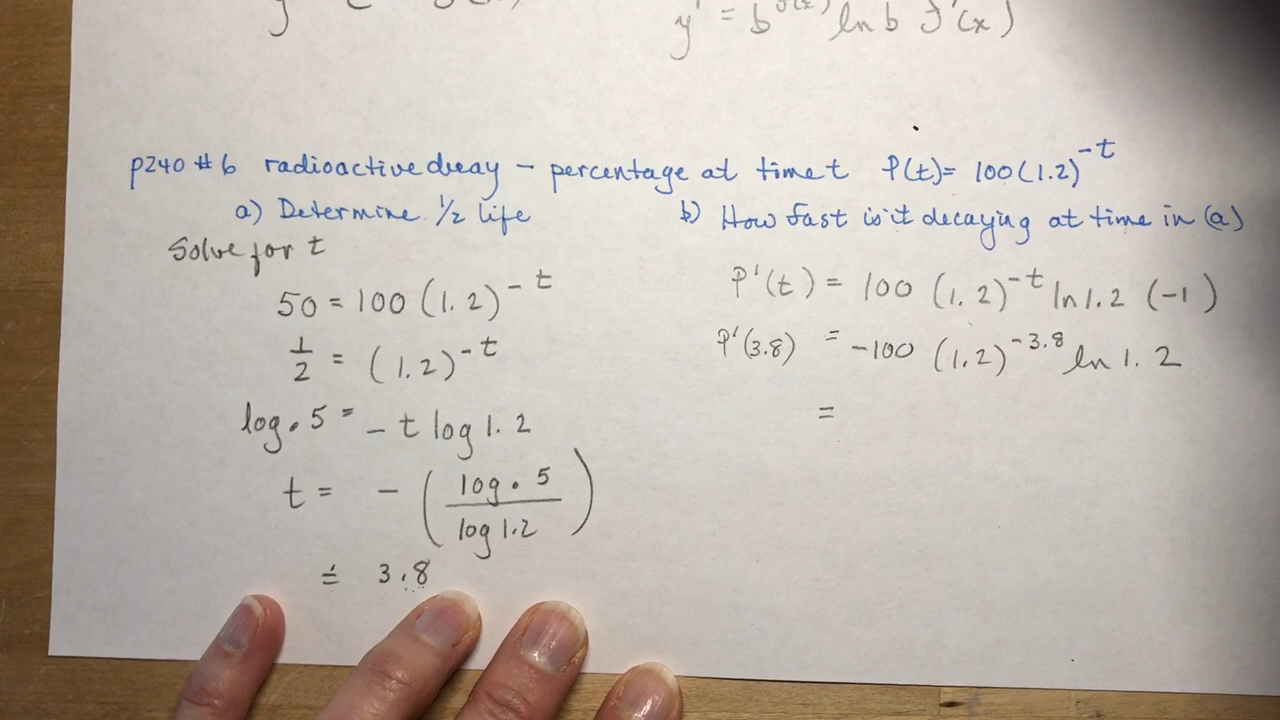 y' = b ln b f'(x)
p240 # 6 radioactive decay – percentage at time t P(t)= 100(1.2)^-t
a) Determine 1/2 life
b) How fast is it decaying at time in (a)
Solve for t
50 = 100 (1.2)^-t
1/2 = (1.2)^-t
log .5 = -t log 1.2
t = - (log .5 / log 1.2)
≐ 3.8
P'(t) = 100 (1.2)^-t ln 1.2 (-1)
P'(3.8) = -100 (1.2)^-3.8 ln 1.2
=